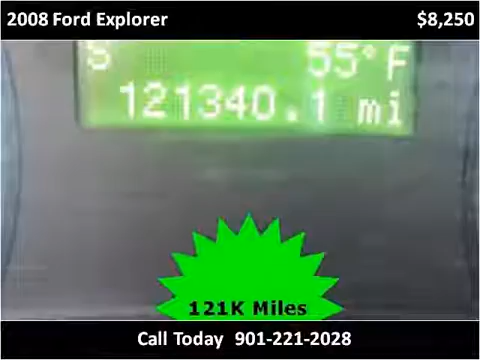 2008 Ford Explorer $8,250
S 55°F
121340.1 mi
121K Miles
Call Today 901-221-2028